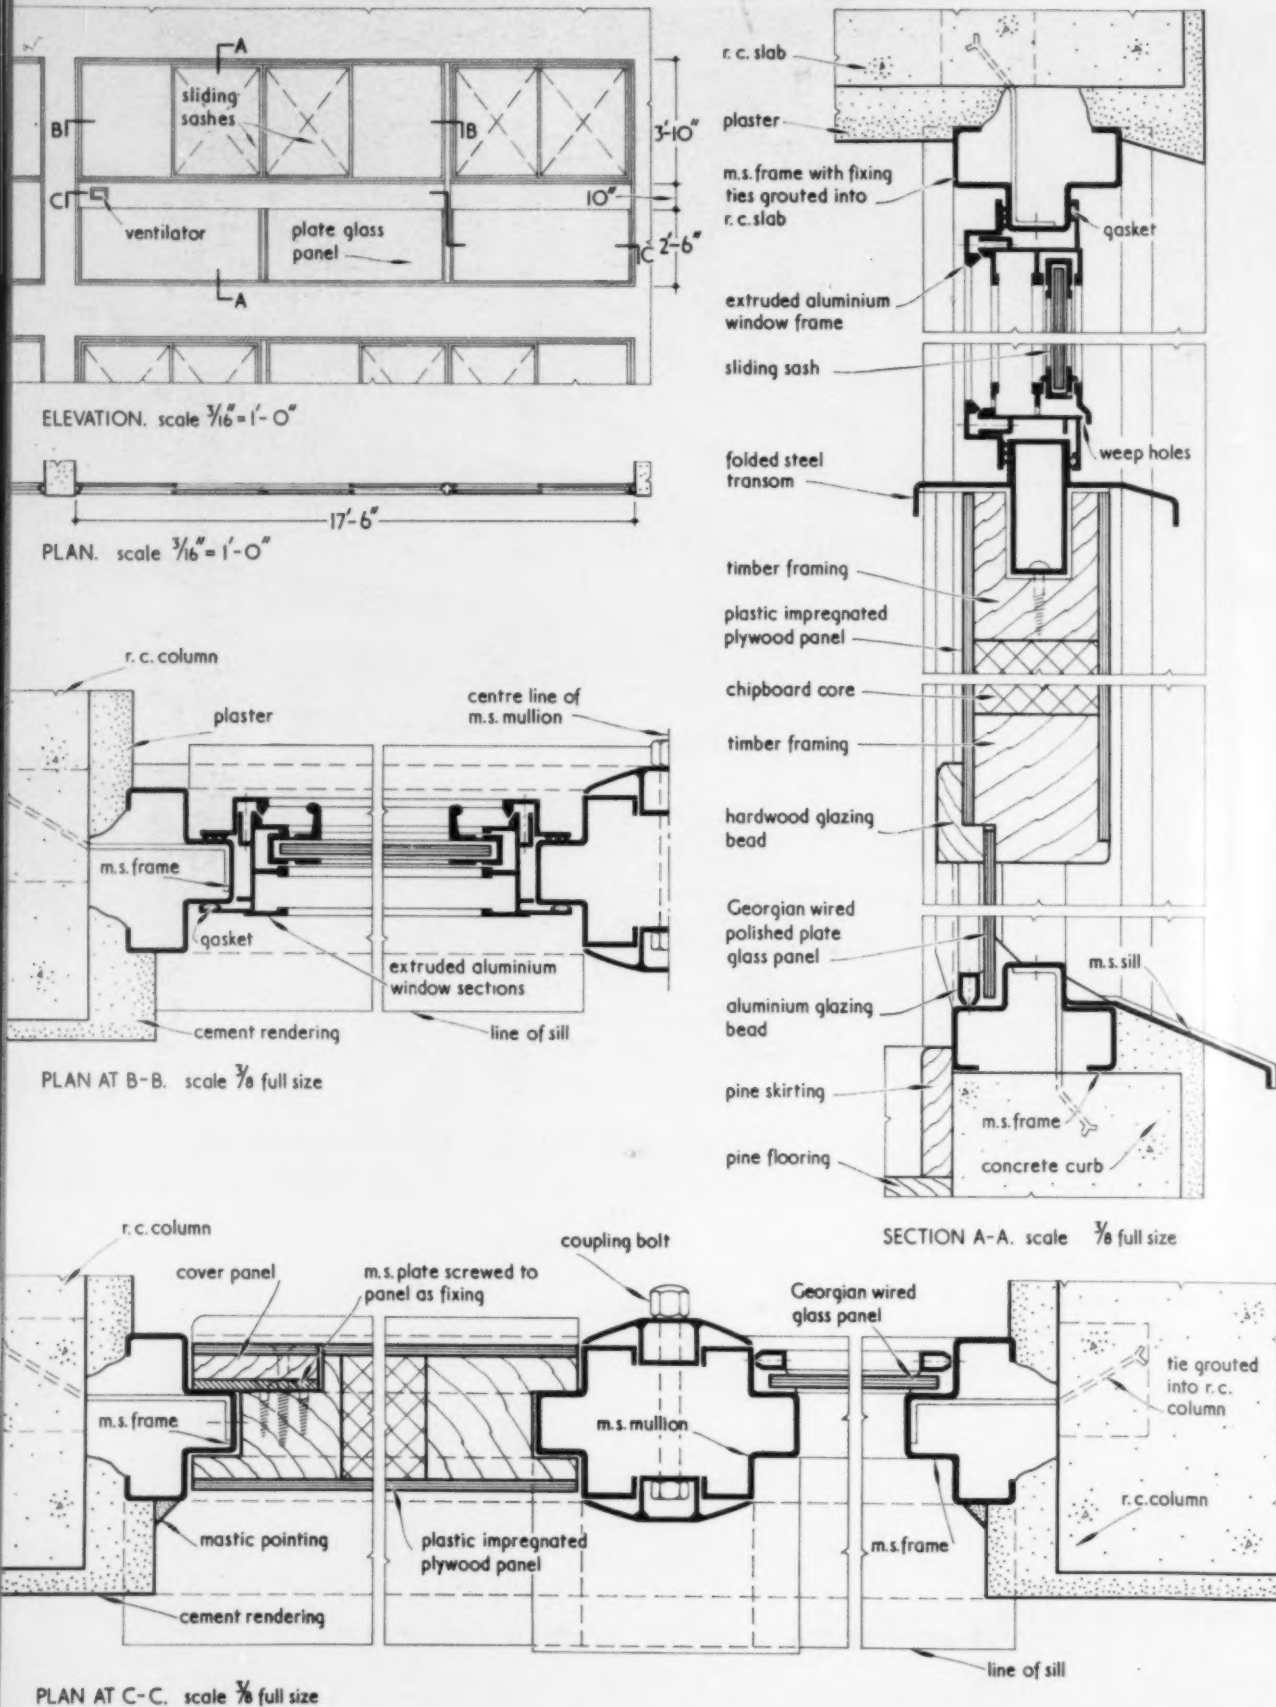 A
sliding
sashes
B
B
3'-10"
C
10"
ventilator
plate glass
panel
C
2'-6"
A
ELEVATION. scale 3/16" = 1'-0"
17'-6"
PLAN. scale 3/16" = 1'-0"
r.c. column
plaster
centre line of
m.s. mullion
m.s. frame
gasket
extruded aluminium
window sections
cement rendering
line of sill
PLAN AT B-B. scale 3/8 full size
r.c. slab
plaster
m.s. frame with fixing
ties grouted into
r.c. slab
gasket
extruded aluminium
window frame
sliding sash
weep holes
folded steel
transom
timber framing
plastic impregnated
plywood panel
chipboard core
timber framing
hardwood glazing
bead
Georgian wired
polished plate
glass panel
m.s. sill
aluminium glazing
bead
pine skirting
m.s. frame
pine flooring
concrete curb
SECTION A-A. scale 3/8 full size
r.c. column
cover panel
m.s. plate screwed to
panel as fixing
coupling bolt
Georgian wired
glass panel
tie grouted
into r.c.
column
m.s. frame
m.s. mullion
r.c. column
mastic pointing
plastic impregnated
plywood panel
m.s. frame
cement rendering
line of sill
PLAN AT C-C. scale 3/8 full size